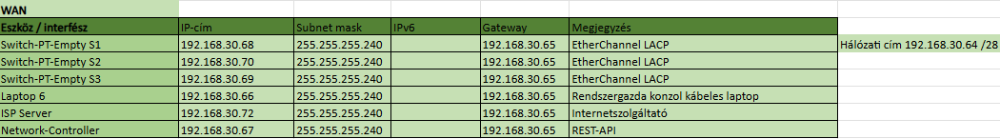 WAN
Eszköz / interfész IP-cím Subnet mask IPv6 Gateway Megjegyzés
Switch-PT-Empty S1 192.168.30.68 255.255.255.240 192.168.30.65 EtherChannel LACP Hálózati cím 192.168.30.64 /28
Switch-PT-Empty S2 192.168.30.70 255.255.255.240 192.168.30.65 EtherChannel LACP
Switch-PT-Empty S3 192.168.30.69 255.255.255.240 192.168.30.65 EtherChannel LACP
Laptop 6 192.168.30.66 255.255.255.240 192.168.30.65 Rendszergazda konzol kábeles laptop
ISP Server 192.168.30.72 255.255.255.240 192.168.30.65 Internetszolgáltató
Network-Controller 192.168.30.67 255.255.255.240 192.168.30.65 REST-API